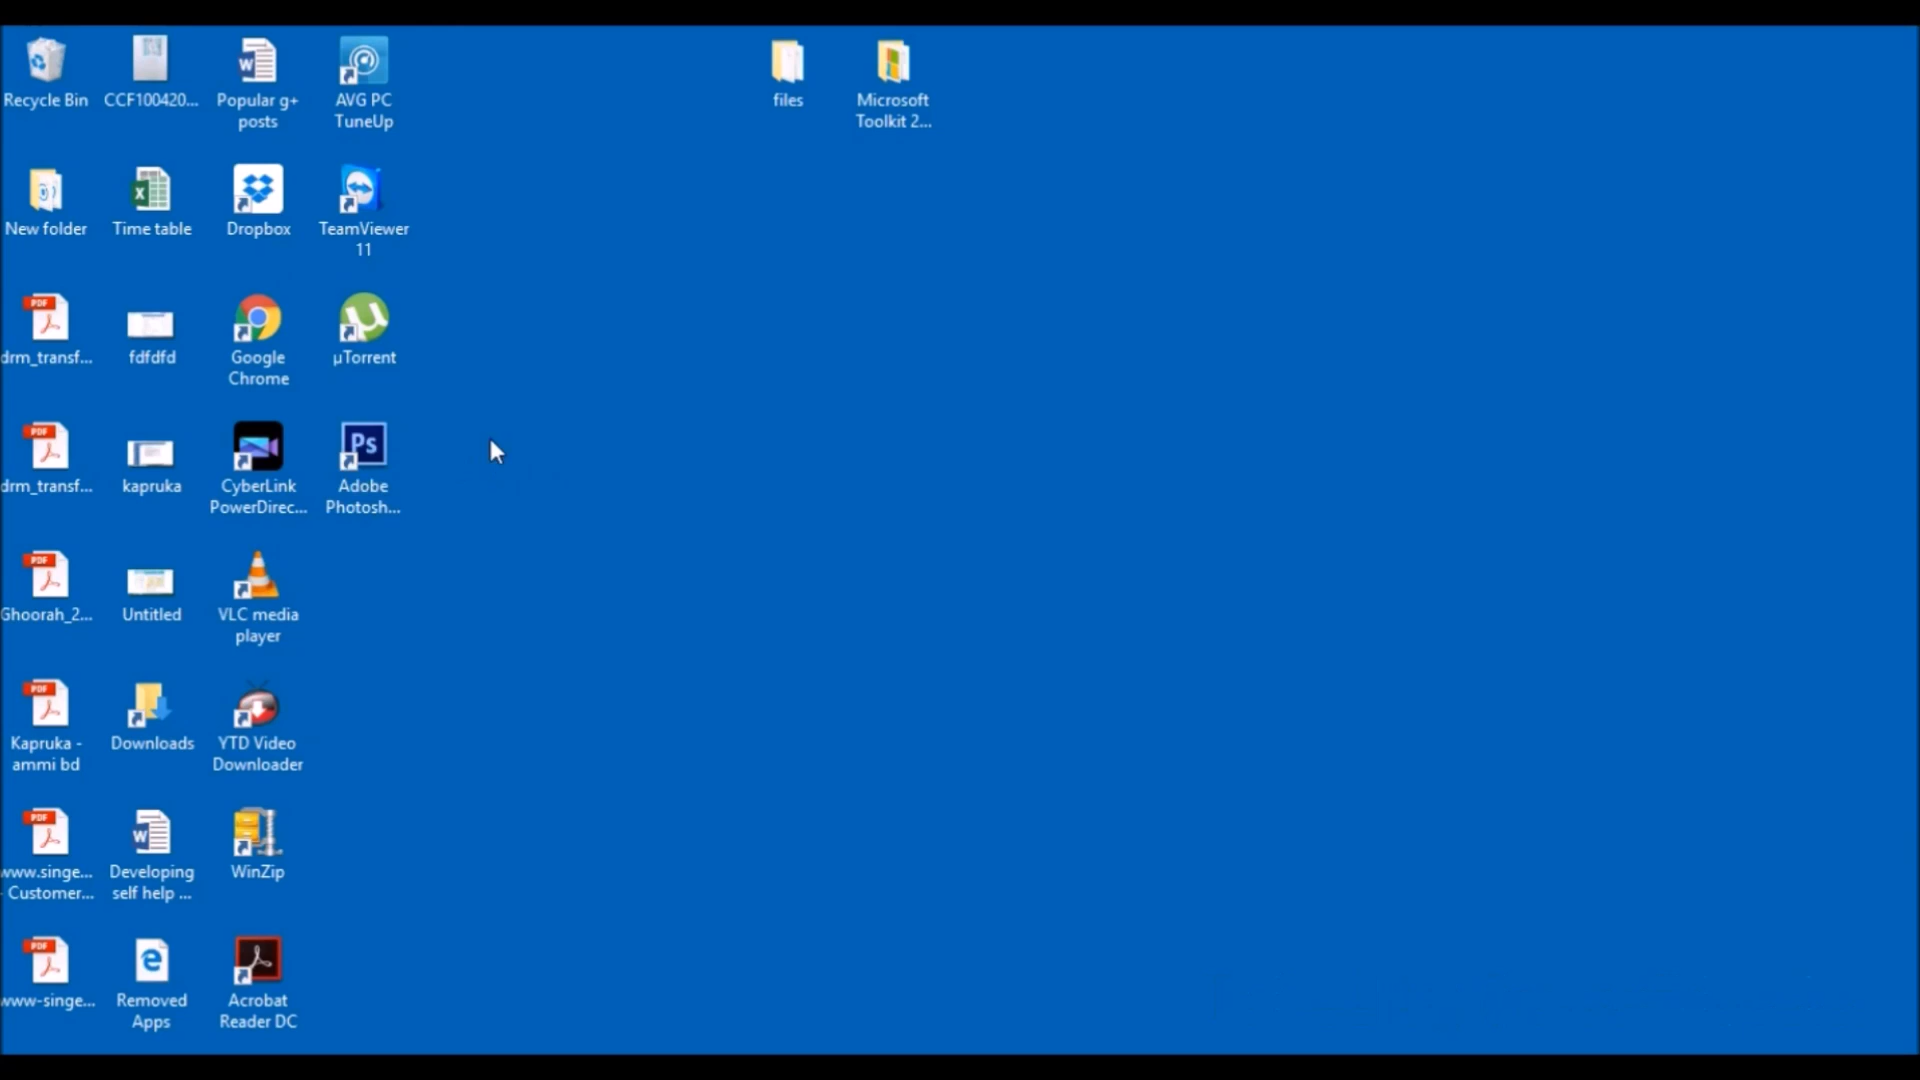 Recycle Bin
CCF100420...
Popular g+
posts
AVG PC
TuneUp
files
Microsoft
Toolkit 2...
New folder
Time table
Dropbox
TeamViewer
11
drm_transf...
fdfdfd
Google
Chrome
µTorrent
drm_transf...
kapruka
CyberLink
PowerDirec...
Adobe
Photosh...
Ghoorah_2...
Untitled
VLC media
player
Kapruka -
ammi bd
Downloads
YTD Video
Downloader
www.singe...
- Customer...
Developing
self help ...
WinZip
www-singe...
Removed
Apps
Acrobat
Reader DC